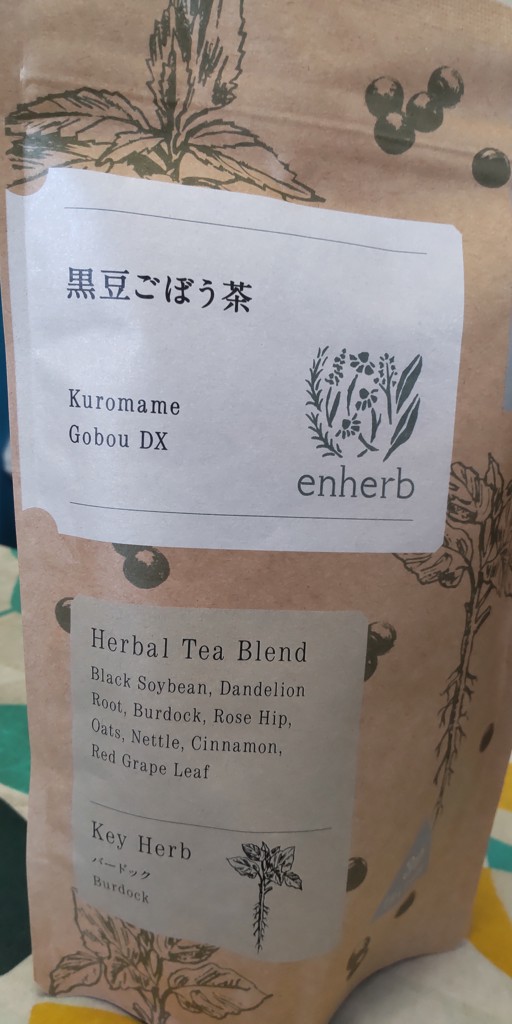 黒豆ごぼう茶
Kuromame
Gobou DX
enherb
Herbal Tea Blend
Black Soybean, Dandelion
Root, Burdock, Rose Hip,
Oats, Nettle, Cinnamon,
Red Grape Leaf
Key Herb
バードック
Burdock